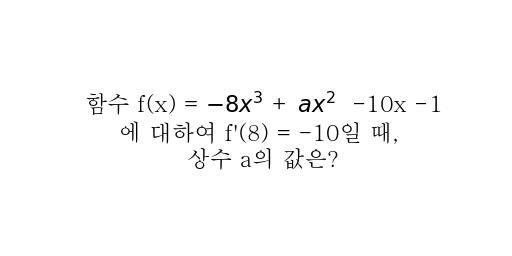 함수 f(x) = −8x³ + ax² −10x −1
에 대하여 f'(8) = −10일 때,
상수 a의 값은?